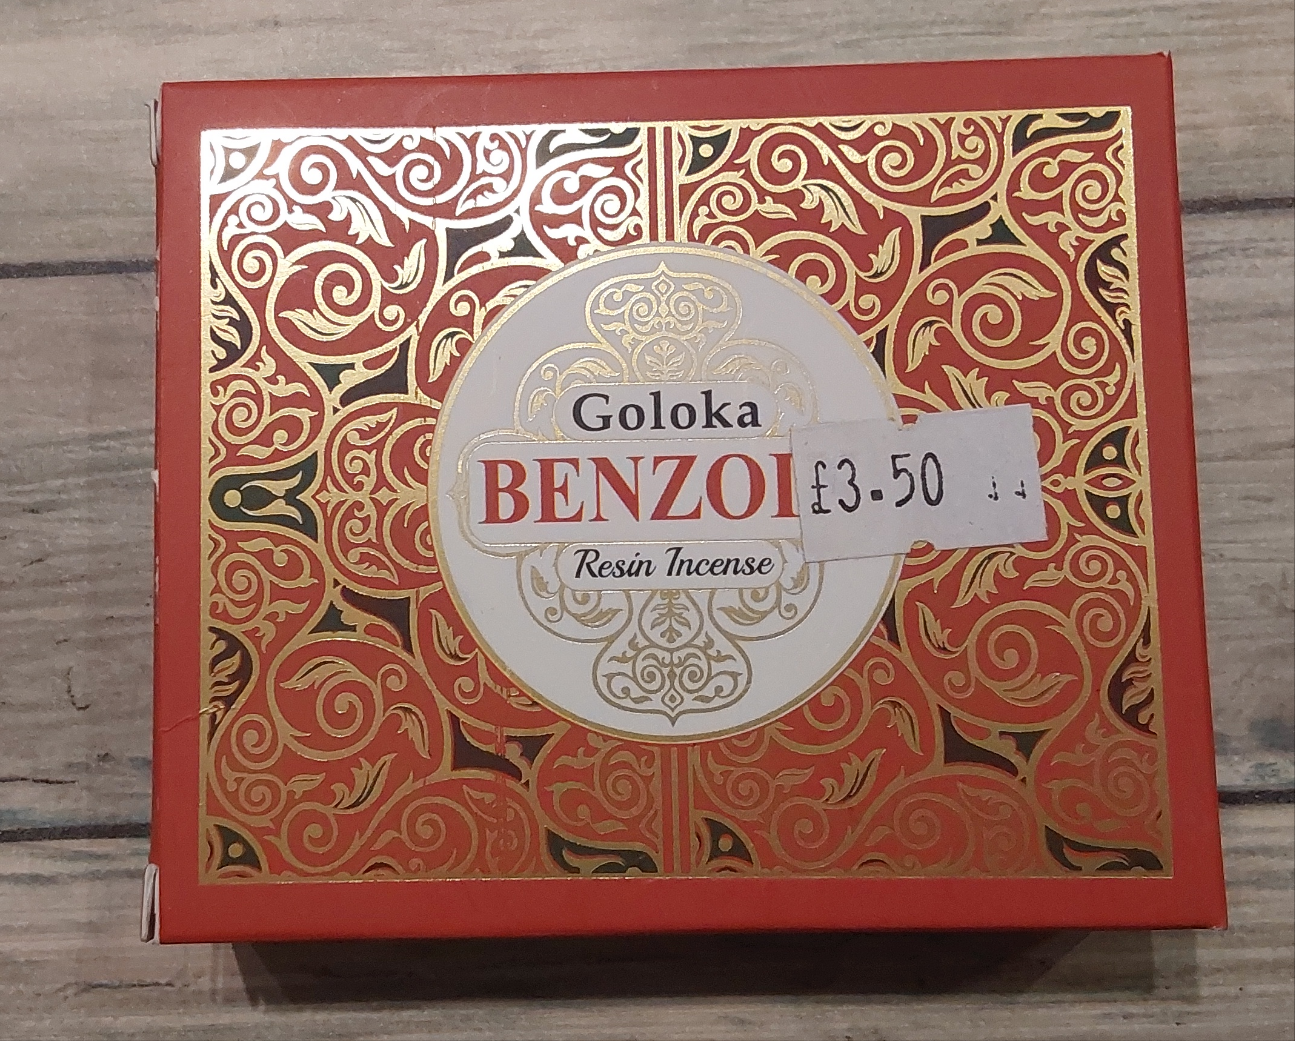 Goloka
BENZOI
£3.50
Resin Incense